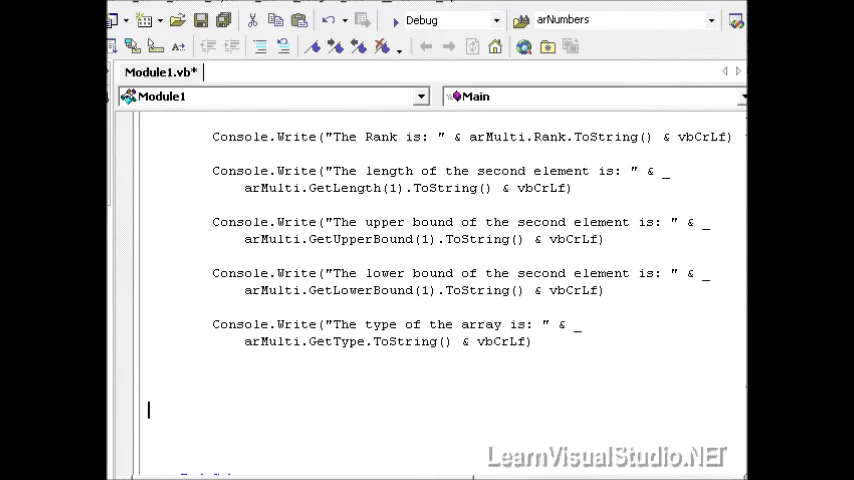 Debug
arNumbers
Module1.vb*
Module1
Main
Console.Write("The Rank is: " & arMulti.Rank.ToString() & vbCrLf)
Console.Write("The length of the second element is: " & _
arMulti.GetLength(1).ToString() & vbCrLf)
Console.Write("The upper bound of the second element is: " & _
arMulti.GetUpperBound(1).ToString() & vbCrLf)
Console.Write("The lower bound of the second element is: " & _
arMulti.GetLowerBound(1).ToString() & vbCrLf)
Console.Write("The type of the array is: " & _
arMulti.GetType.ToString() & vbCrLf)
LearnVisualStudio.NET